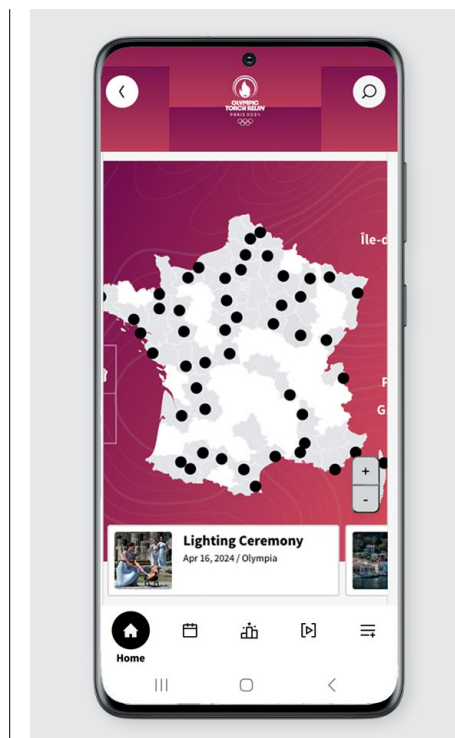 OLYMPIC
TORCH RELAY
PARIS 2024
Île-d
F
G
+
-
Lighting Ceremony
Apr 16, 2024 / Olympia
Home